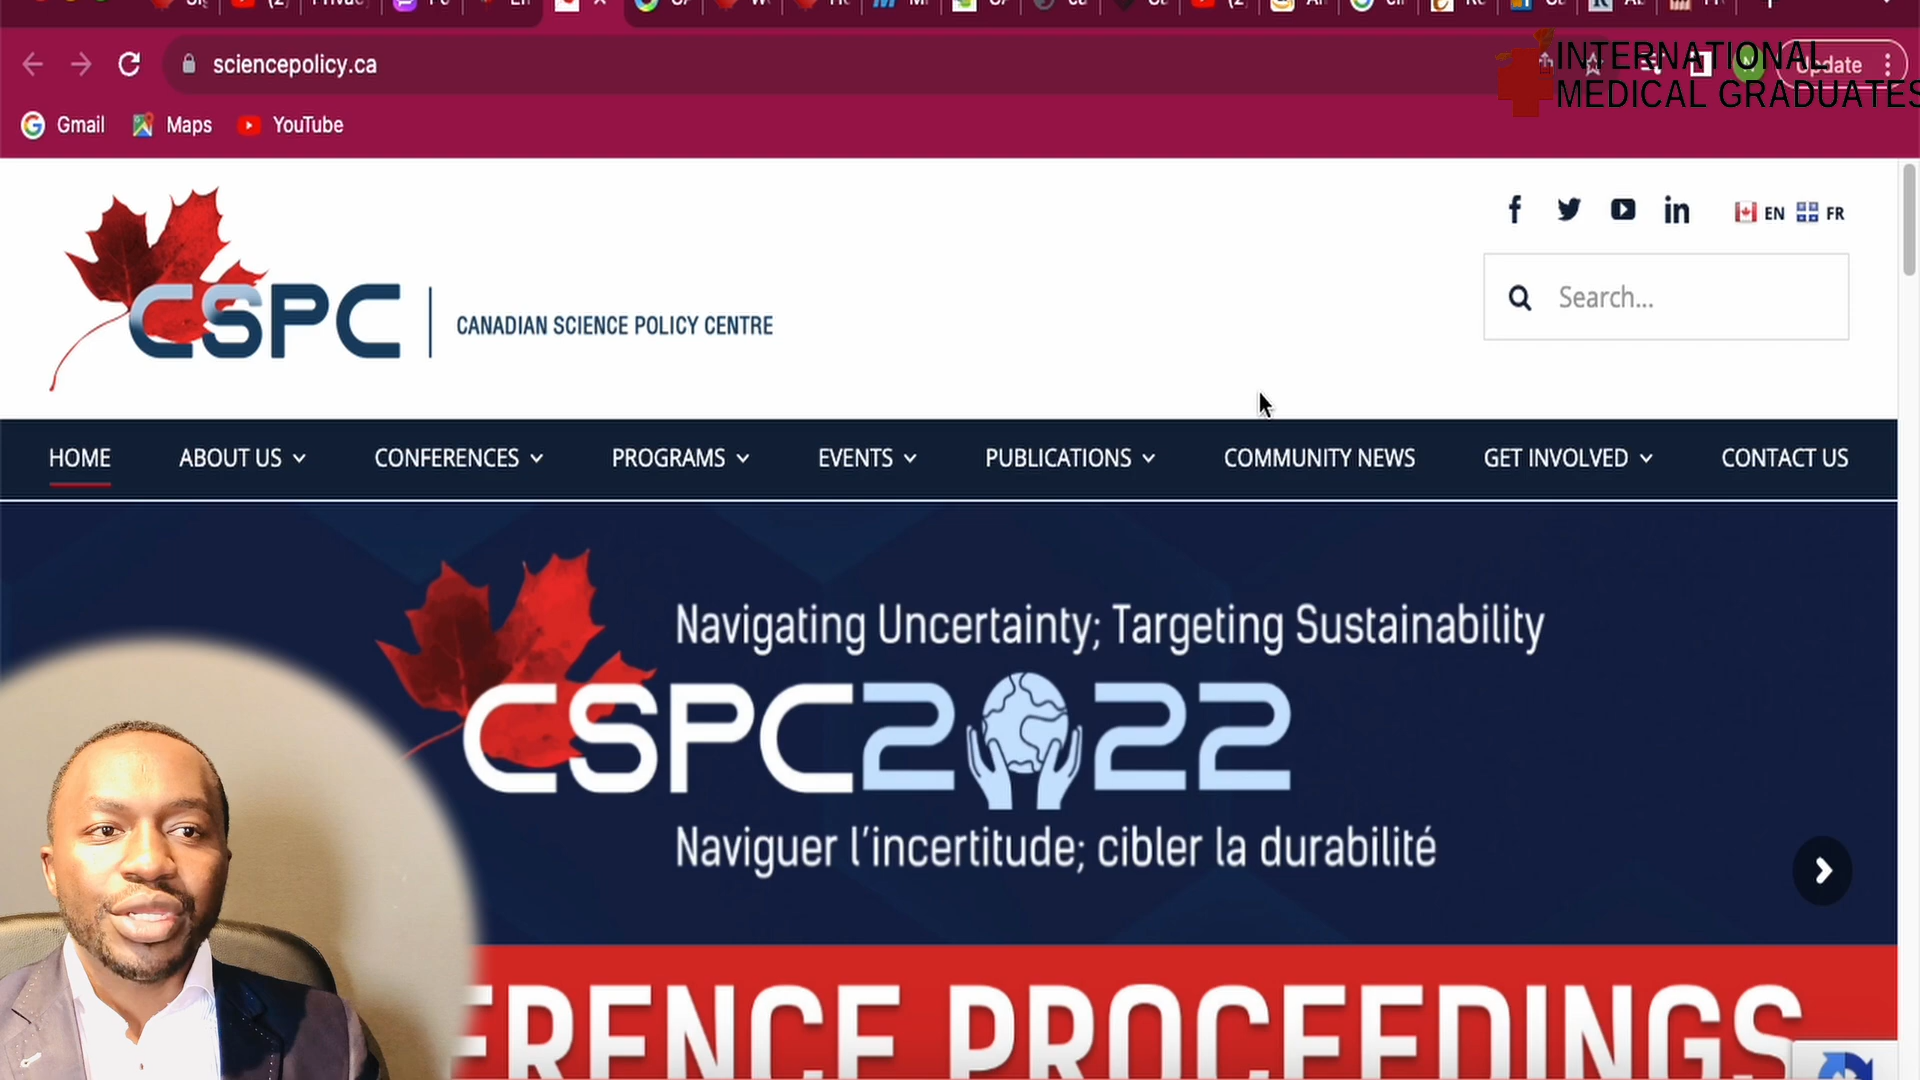 sciencepolicy.ca
Update
INTERNATIONAL
MEDICAL GRADUATES
Gmail
Maps
YouTube
EN
FR
CSPC
CANADIAN SCIENCE POLICY CENTRE
Search...
HOME
ABOUT US
CONFERENCES
PROGRAMS
EVENTS
PUBLICATIONS
COMMUNITY NEWS
GET INVOLVED
CONTACT US
Navigating Uncertainty; Targeting Sustainability
CSPC2022
Naviguer l'incertitude; cibler la durabilité
ERENCE PROCEEDINGS